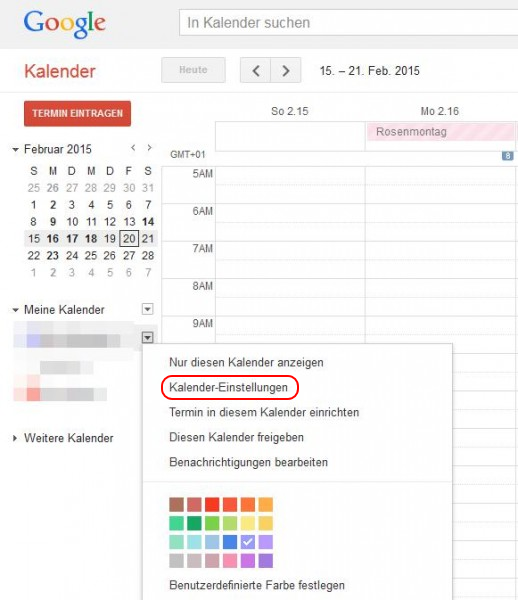 Google
In Kalender suchen
Kalender
Heute
15. – 21. Feb. 2015
TERMIN EINTRAGEN
So 2.15
Mo 2.16
Rosenmontag
Februar 2015
GMT+01
8
S M D M D F S
25 26 27 28 29 30 31
1 2 3 4 5 6 7
8 9 10 11 12 13 14
15 16 17 18 19 20 21
22 23 24 25 26 27 28
1 2 3 4 5 6 7
5AM
6AM
7AM
8AM
9AM
Meine Kalender
Weitere Kalender
Nur diesen Kalender anzeigen
Kalender-Einstellungen
Termin in diesem Kalender einrichten
Diesen Kalender freigeben
Benachrichtigungen bearbeiten
Benutzerdefinierte Farbe festlegen